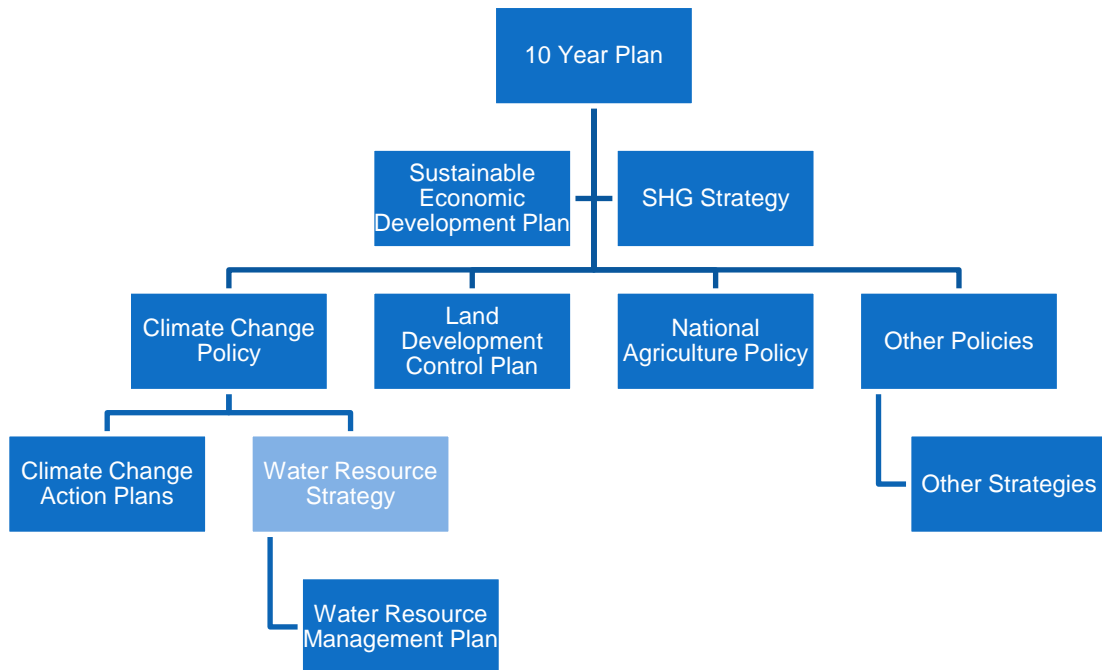 10 Year Plan
Sustainable
Economic
Development Plan
SHG Strategy
Climate Change
Policy
Land
Development
Control Plan
National
Agriculture Policy
Other Policies
Climate Change
Action Plans
Water Resource
Strategy
Other Strategies
Water Resource
Management Plan